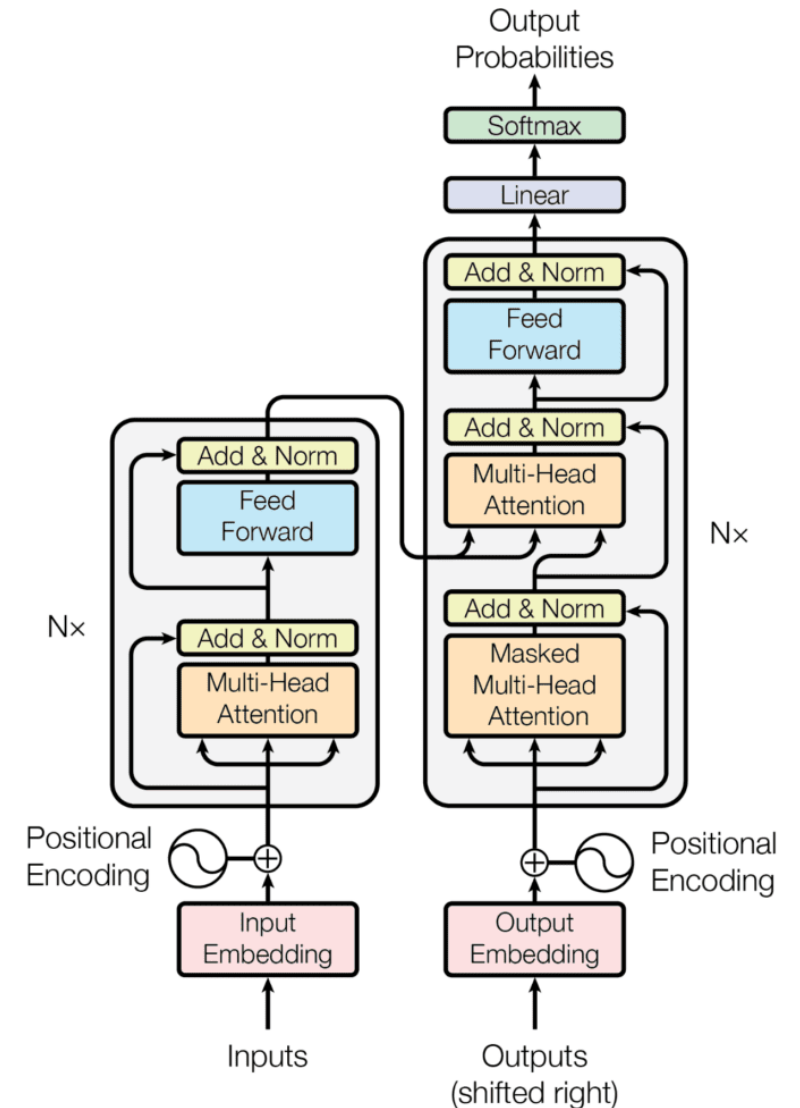 Output
Probabilities
Softmax
Linear
Add & Norm
Feed
Forward
Add & Norm
Multi-Head
Attention
Nx
Add & Norm
Masked
Multi-Head
Attention
Add & Norm
Feed
Forward
Nx
Add & Norm
Multi-Head
Attention
Positional
Encoding
Positional
Encoding
Input
Embedding
Output
Embedding
Inputs
Outputs
(shifted right)